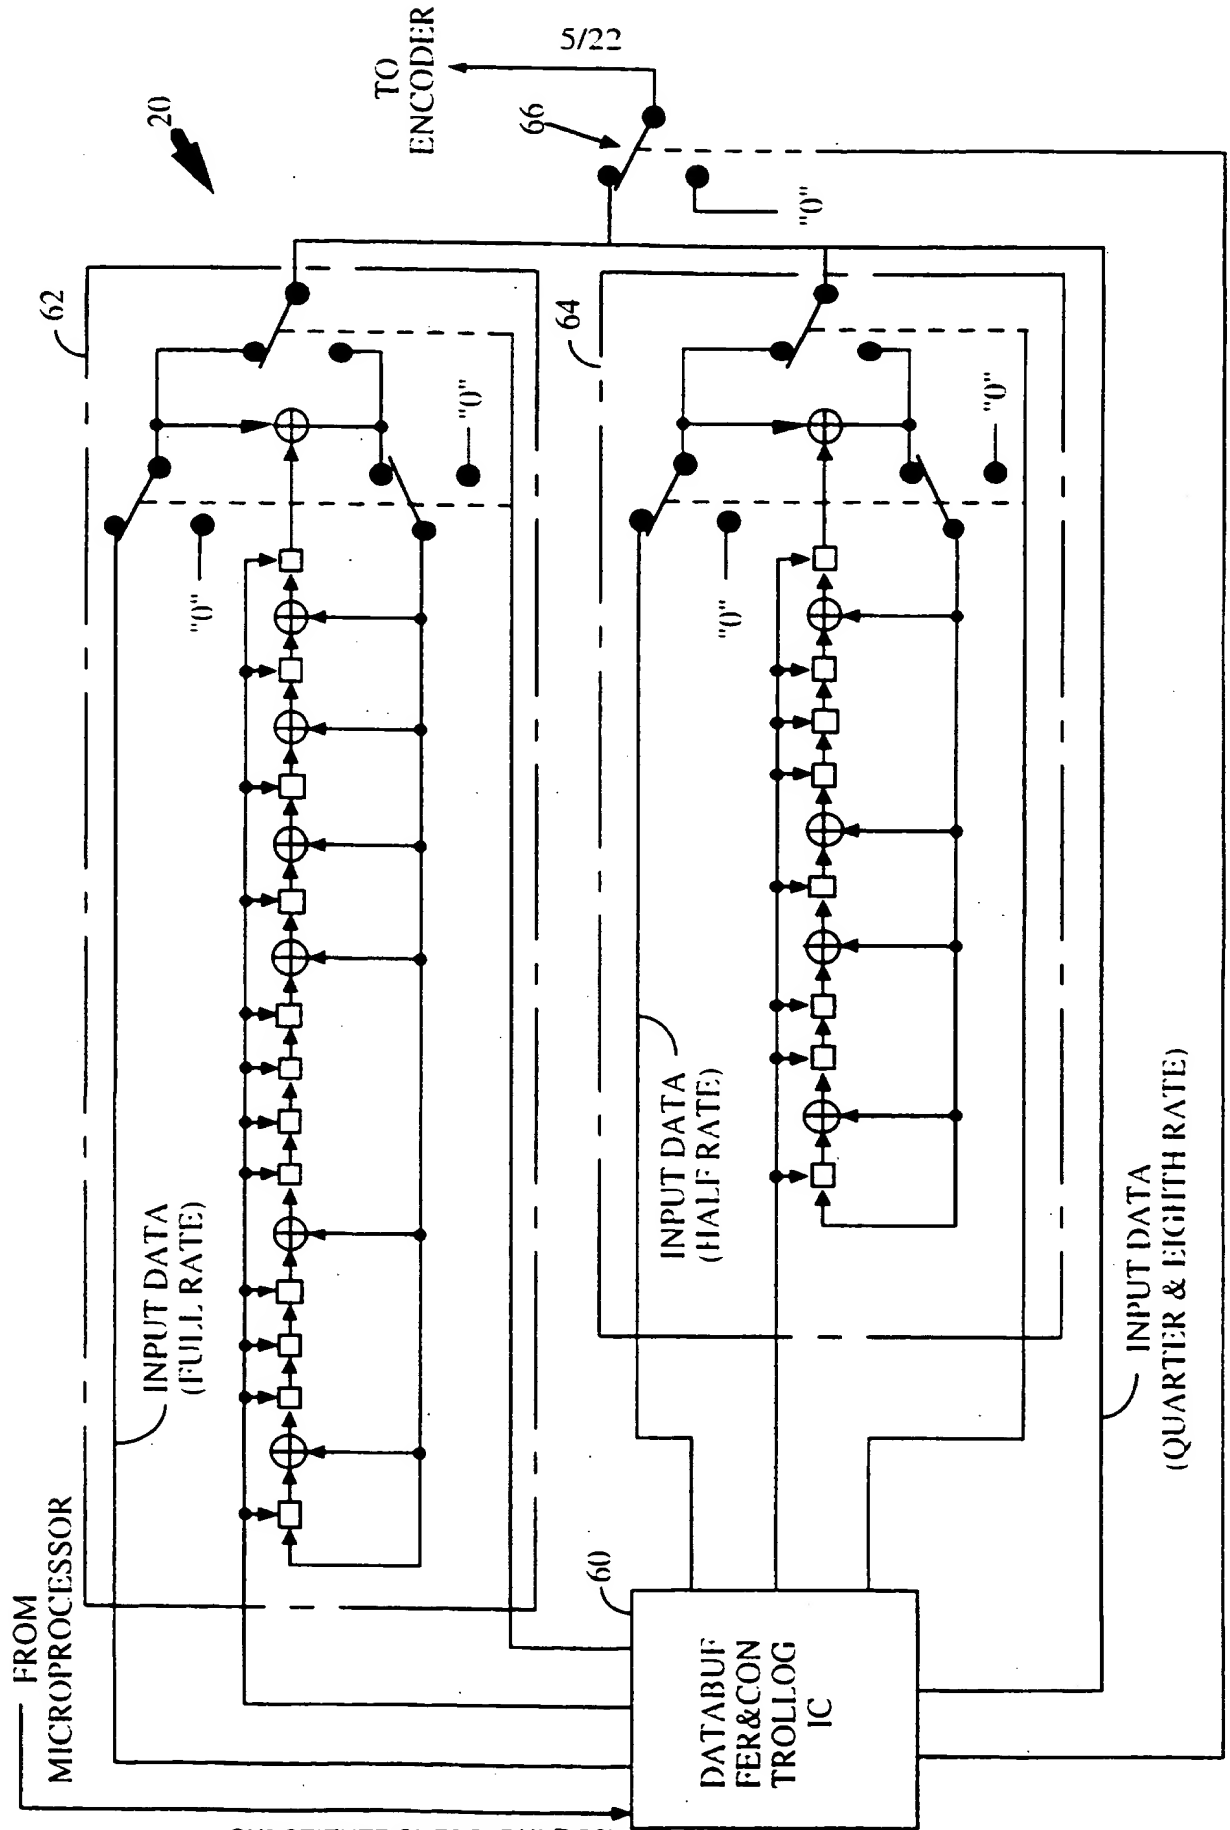 FROM
MICROPROCESSOR
INPUT DATA
(FULL RATE)
62
20
"0"
"0"
TO
ENCODER
5/22
66
"0"
60
DATABUF
FER&CON
TROLLOG
IC
INPUT DATA
(HALF RATE)
64
"0"
"0"
INPUT DATA
(QUARTER & EIGHTH RATE)